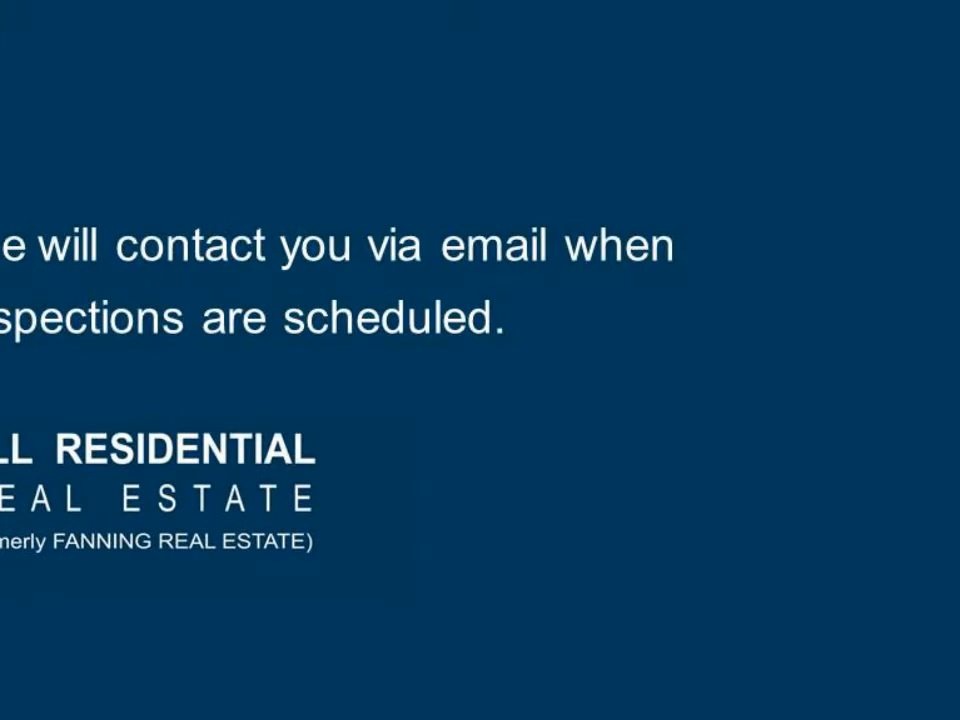 e will contact you via email when
spections are scheduled.
LL RESIDENTIAL
EAL ESTATE
merly FANNING REAL ESTATE)